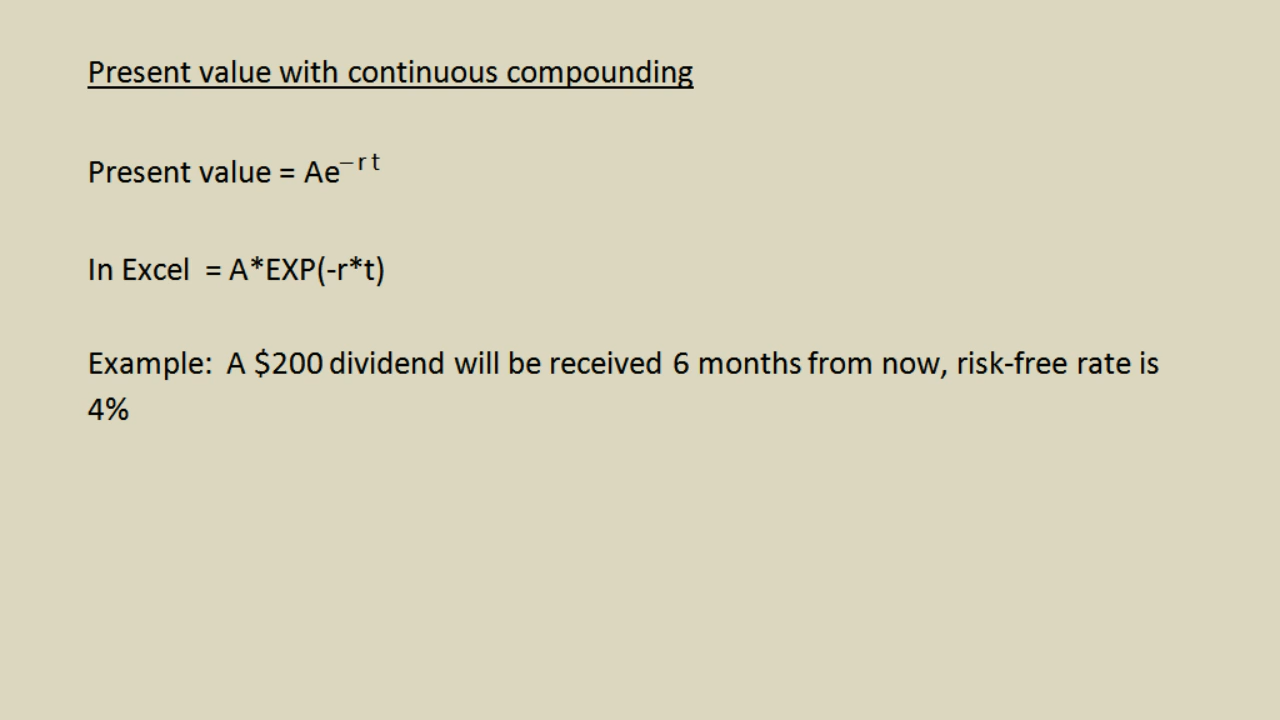 Present value with continuous compounding
Present value = Ae⁻ʳᵗ
In Excel = A*EXP(-r*t)
Example: A $200 dividend will be received 6 months from now, risk-free rate is
4%